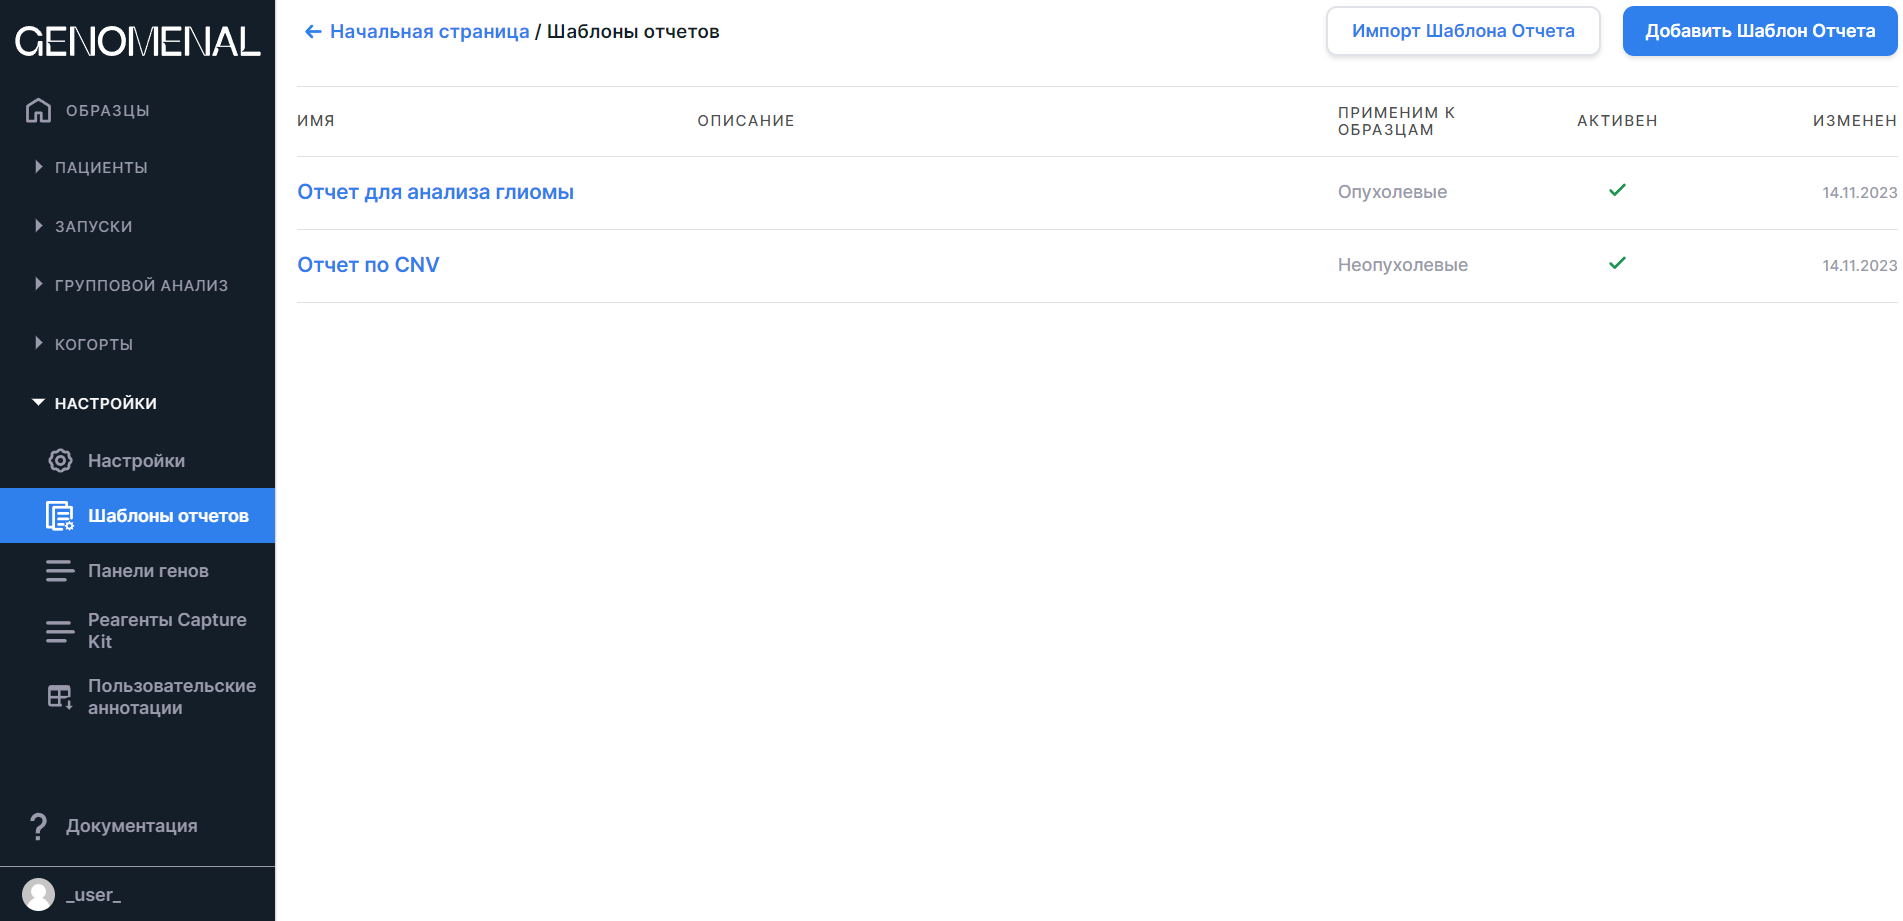 GENOMENAL
ОБРАЗЦЫ
ПАЦИЕНТЫ
ЗАПУСКИ
ГРУППОВОЙ АНАЛИЗ
КОГОРТЫ
НАСТРОЙКИ
Настройки
Шаблоны отчетов
Панели генов
Реагенты Capture
Kit
Пользовательские
аннотации
Документация
_user_
← Начальная страница / Шаблоны отчетов
Импорт Шаблона Отчета
Добавить Шаблон Отчета
ИМЯ ОПИСАНИЕ ПРИМЕНИМ К АКТИВЕН ИЗМЕНЕН
ОБРАЗЦАМ
Отчет для анализа глиомы Опухолевые 14.11.2023
Отчет по CNV Неопухолевые 14.11.2023